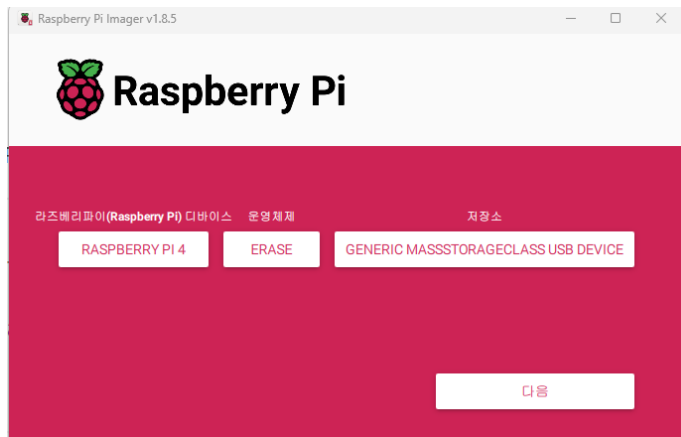 Raspberry Pi Imager v1.8.5
Raspberry Pi
라즈베리파이(Raspberry Pi) 디바이스 운영체제 저장소
RASPBERRY PI 4 ERASE GENERIC MASSSTORAGECLASS USB DEVICE
다음